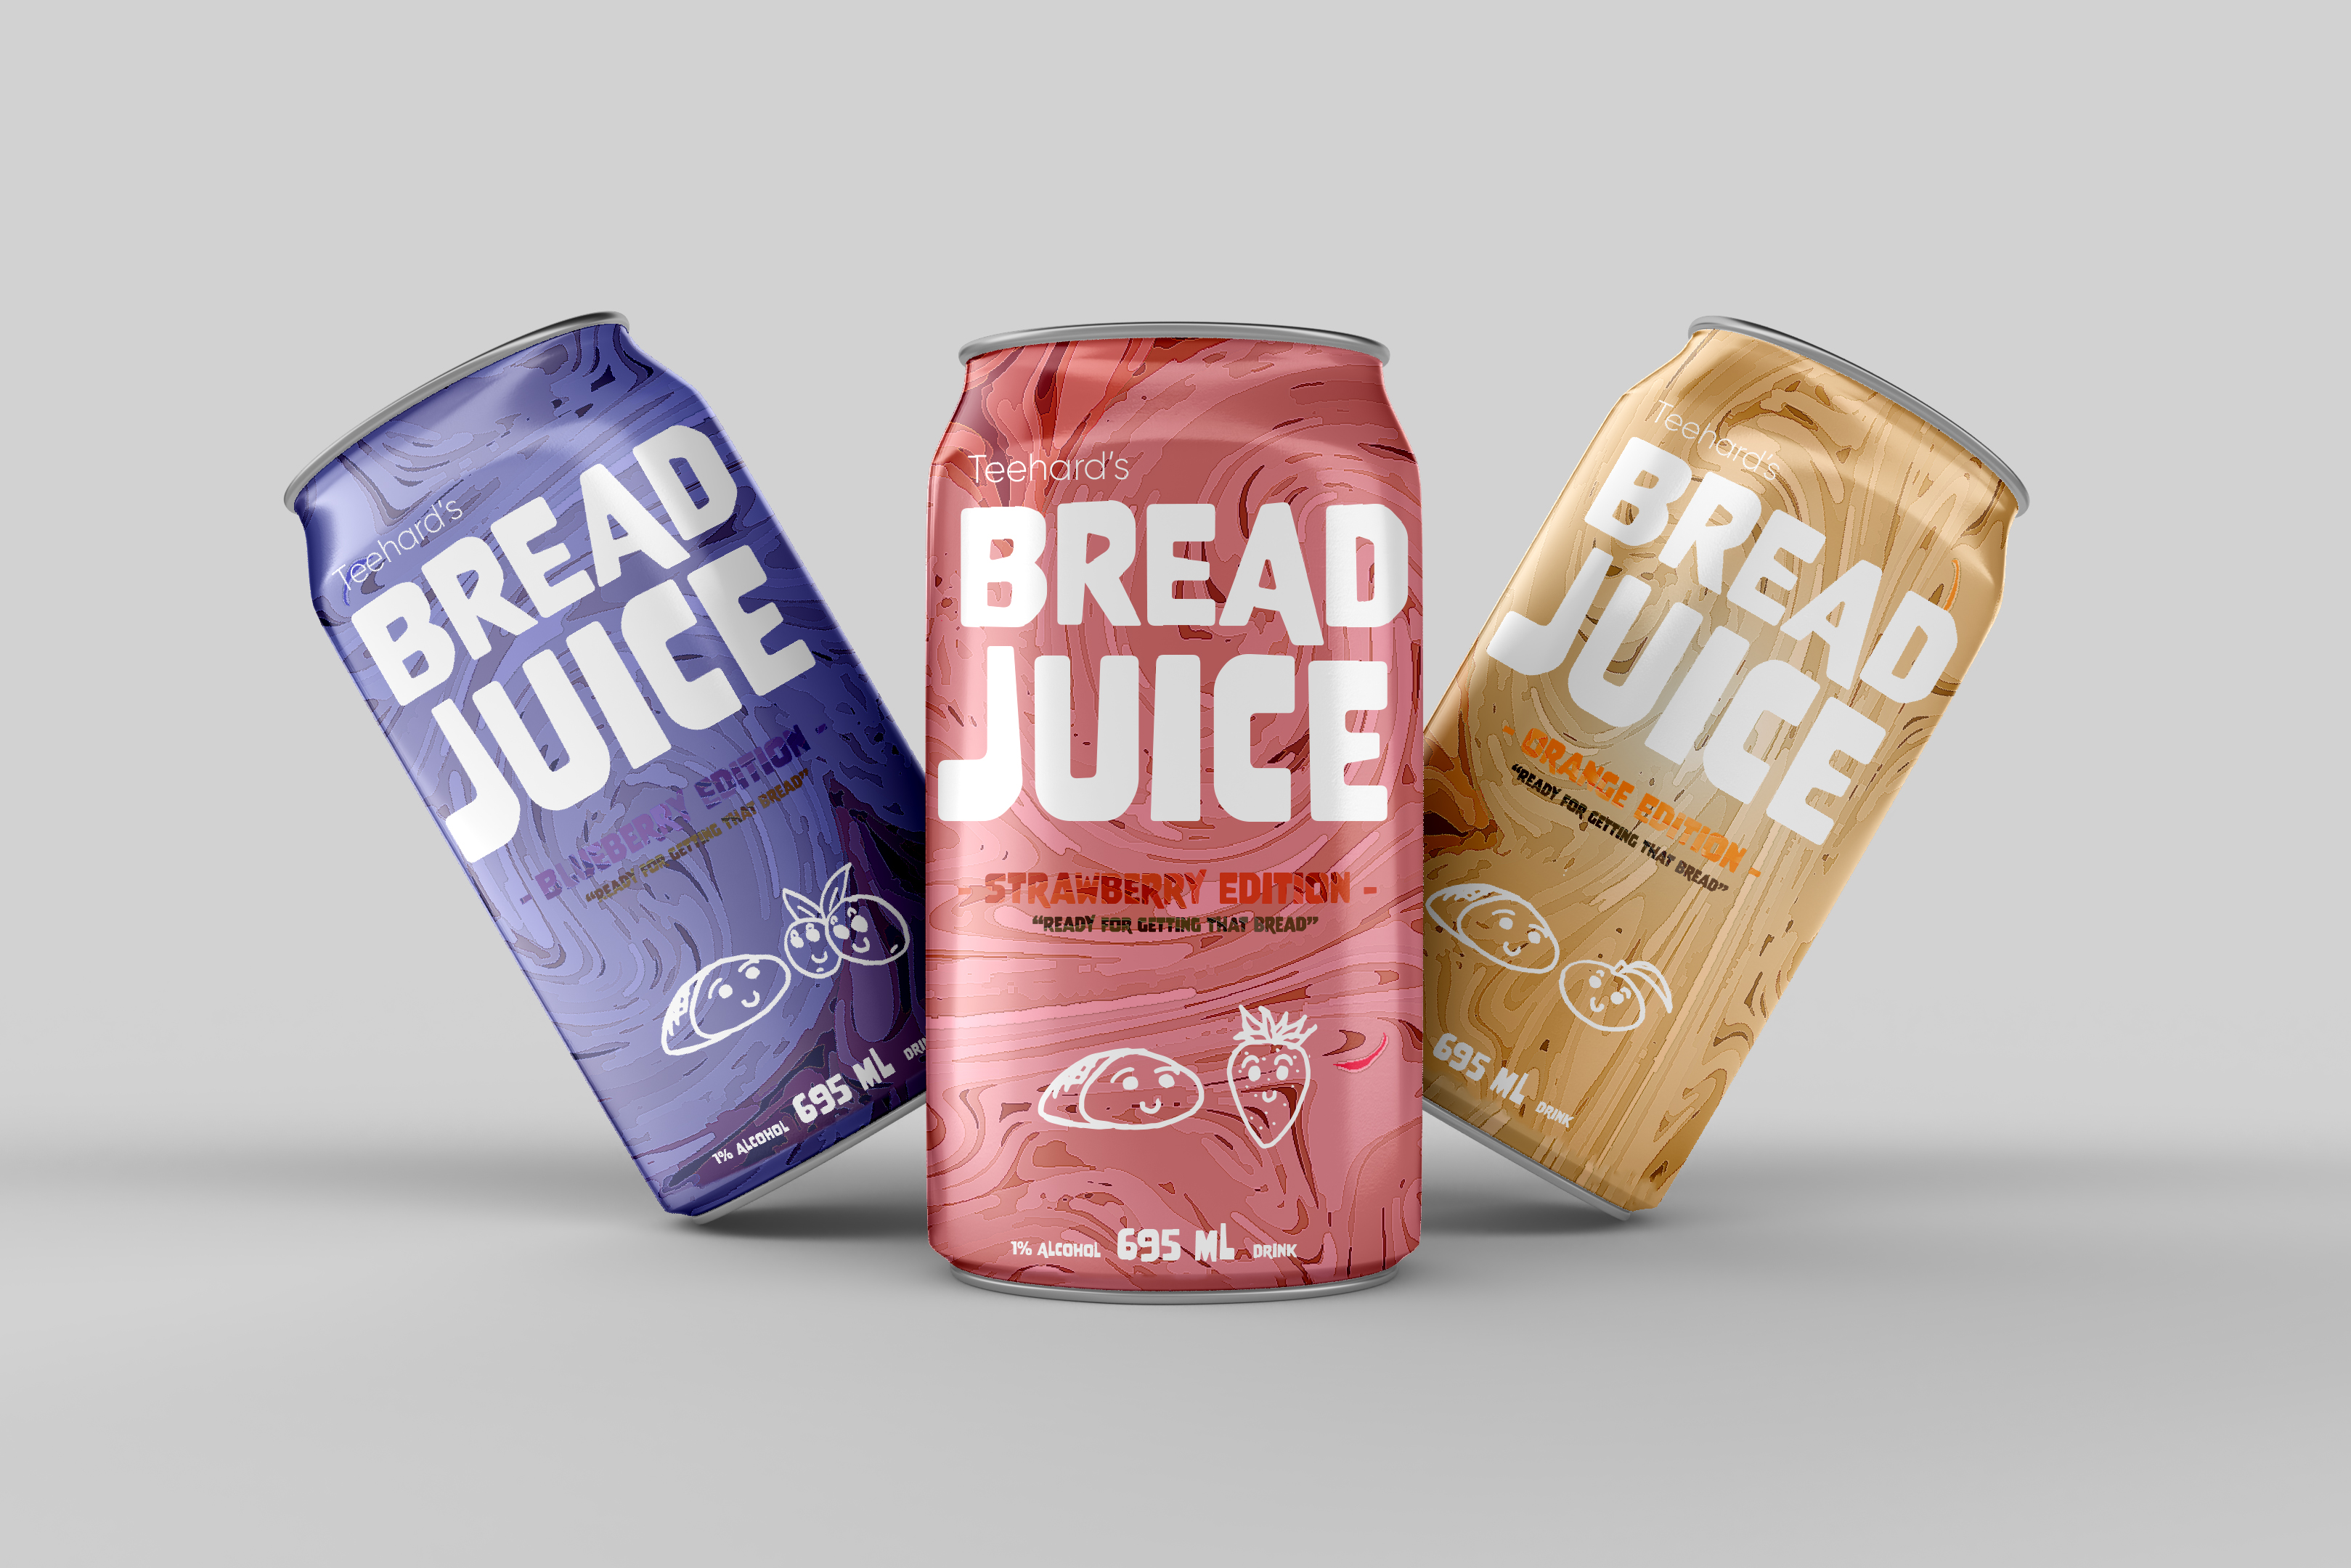 Teehard's
BREAD
JUICE
- BLUEBERRY EDITION -
"READY FOR GETTING THAT BREAD"
1% ALCOHOL 695 ML
Teehard's
BREAD
JUICE
- STRAWBERRY EDITION -
"READY FOR GETTING THAT BREAD"
1% ALCOHOL 695 ML DRINK
Teehard's
BREAD
JUICE
- ORANGE EDITION -
"READY FOR GETTING THAT BREAD"
695 ML DRINK